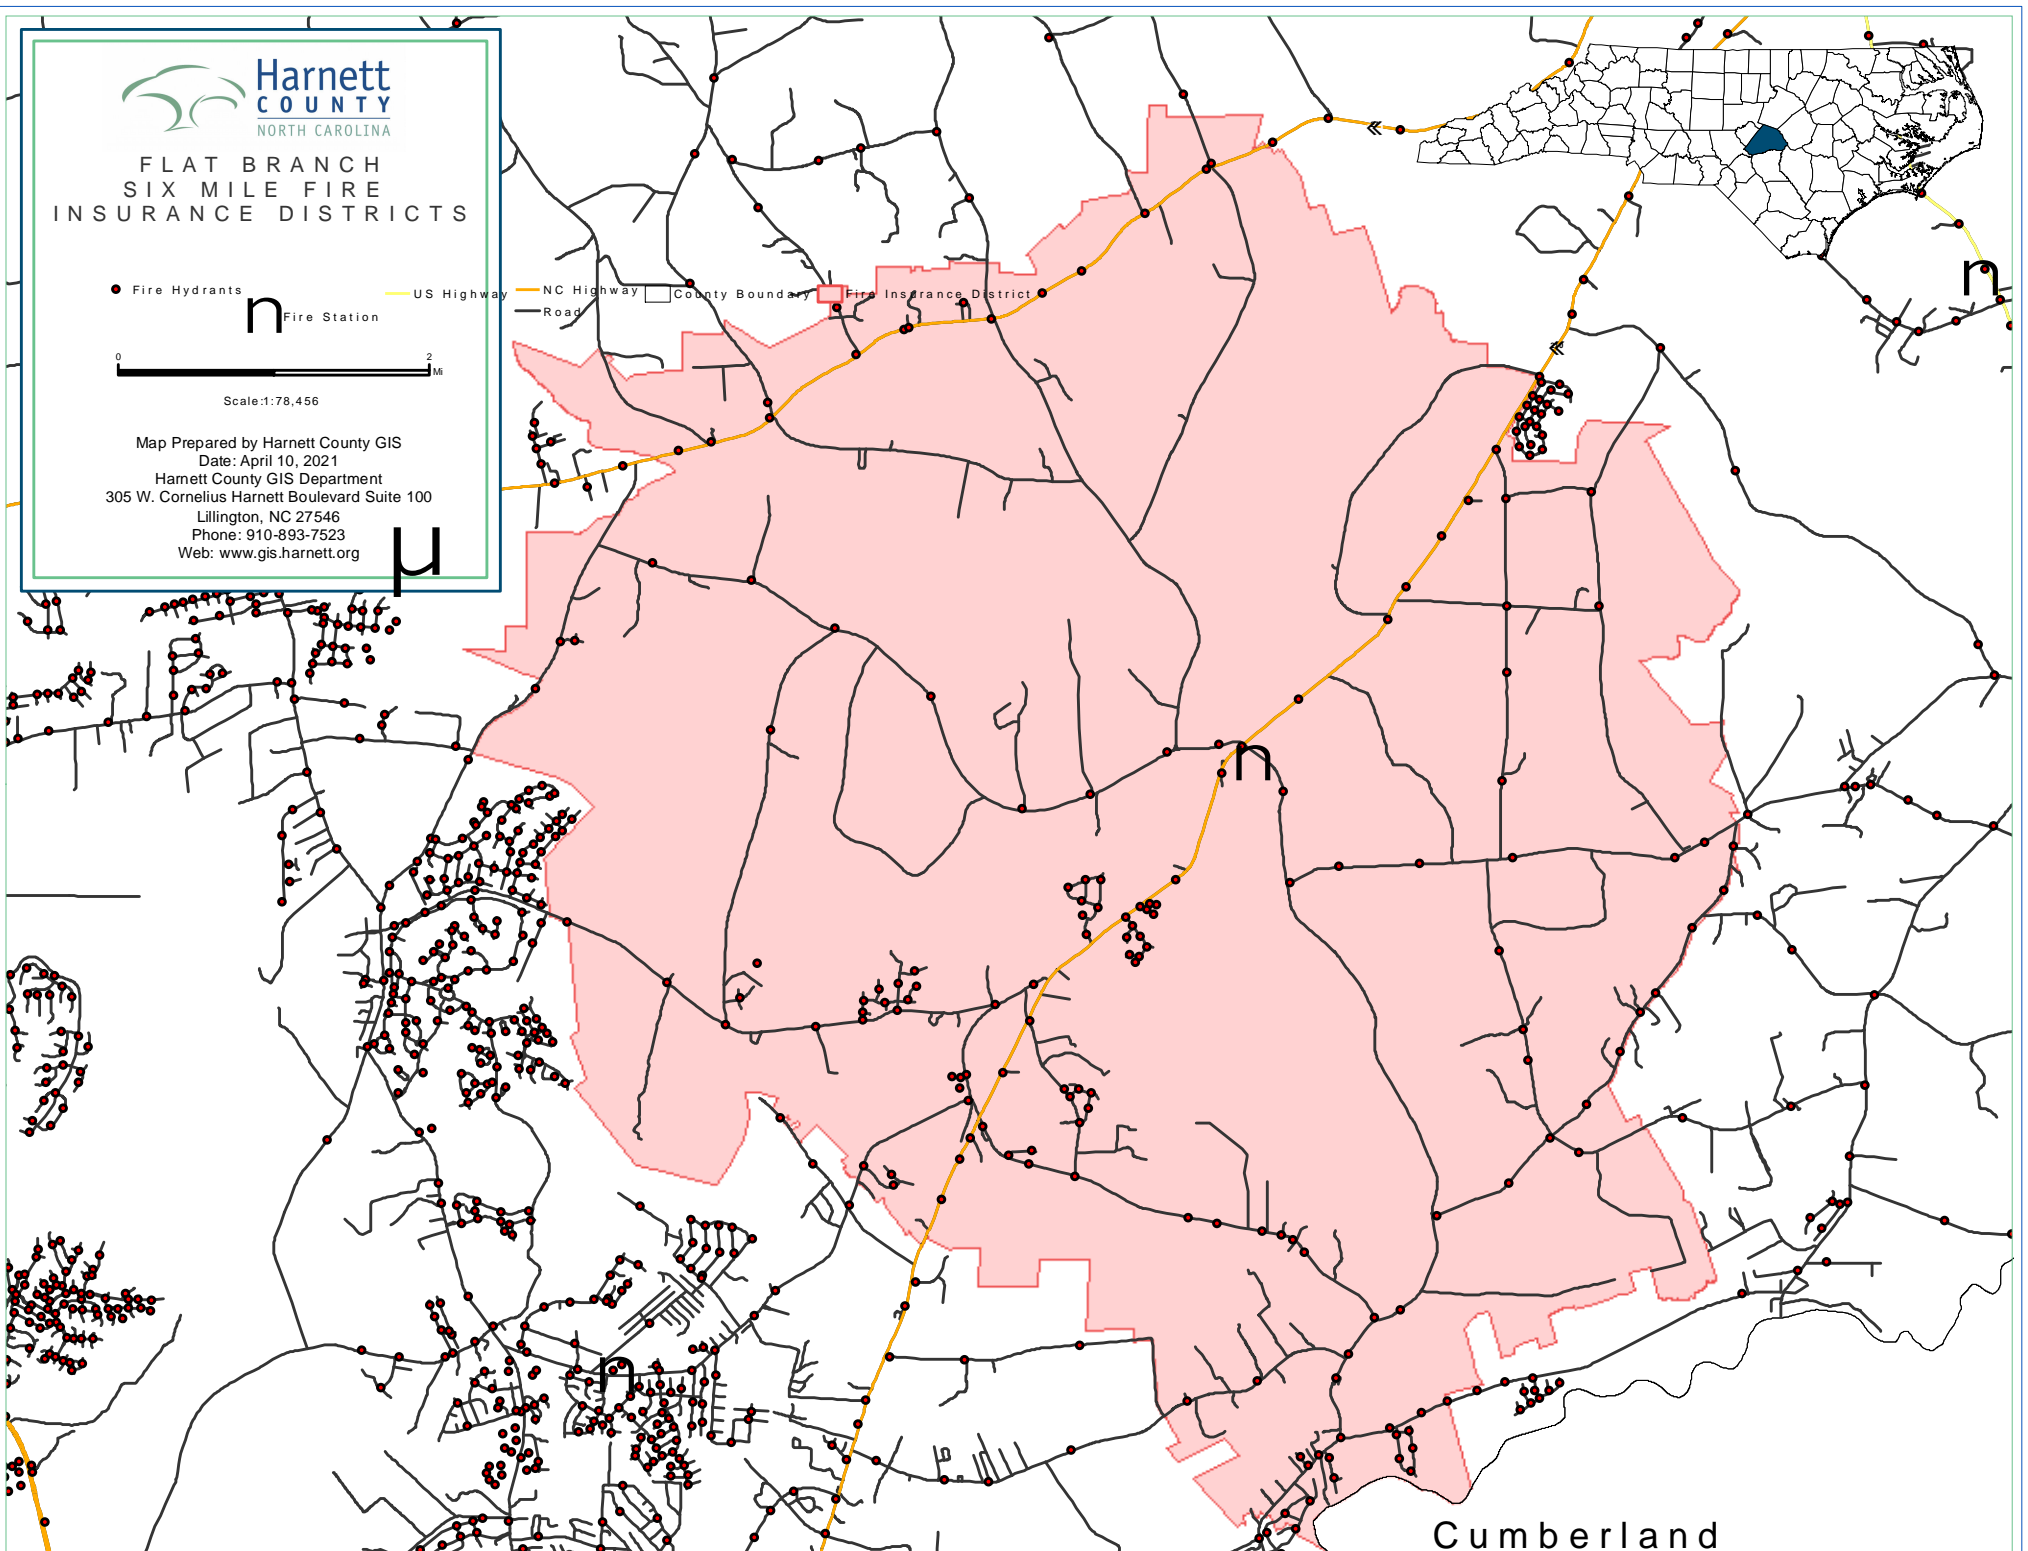 Harnett
COUNTY
NORTH CAROLINA
FLAT BRANCH
SIX MILE FIRE
INSURANCE DISTRICTS
Fire Hydrants
n Fire Station
US Highway
NC Highway
Road
County Boundary
Fire Insurance District
0 2
Mi
Scale:1:78,456
Map Prepared by Harnett County GIS
Date: April 10, 2021
Harnett County GIS Department
305 W. Cornelius Harnett Boulevard Suite 100
Lillington, NC 27546
Phone: 910-893-7523
Web: www.gis.harnett.org
µ
n
n
n
Cumberland